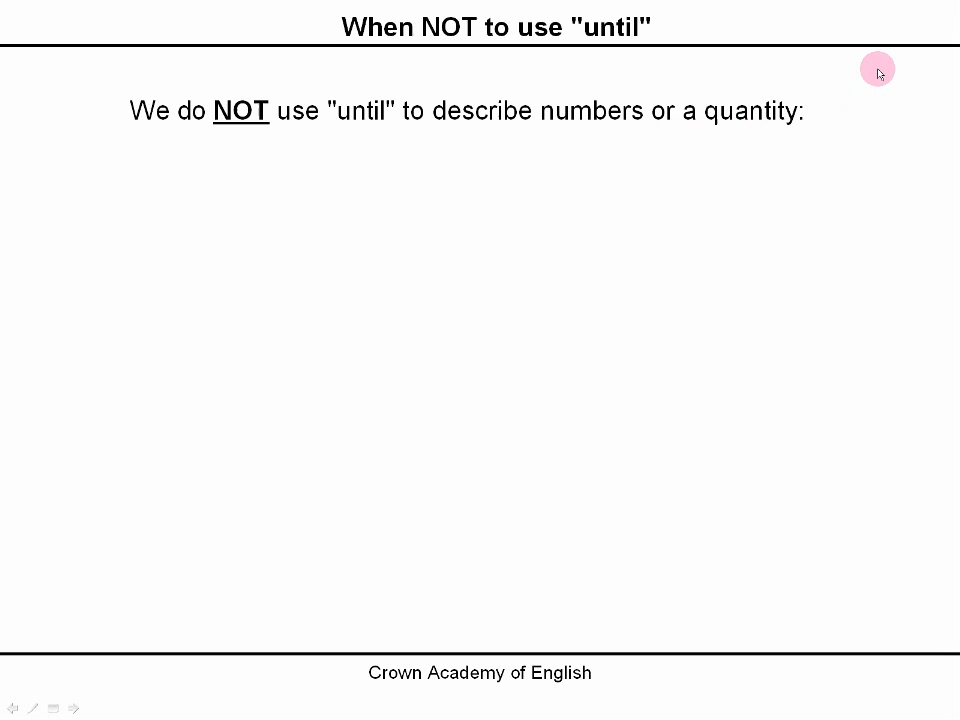 When NOT to use "until"
We do NOT use "until" to describe numbers or a quantity:
Crown Academy of English